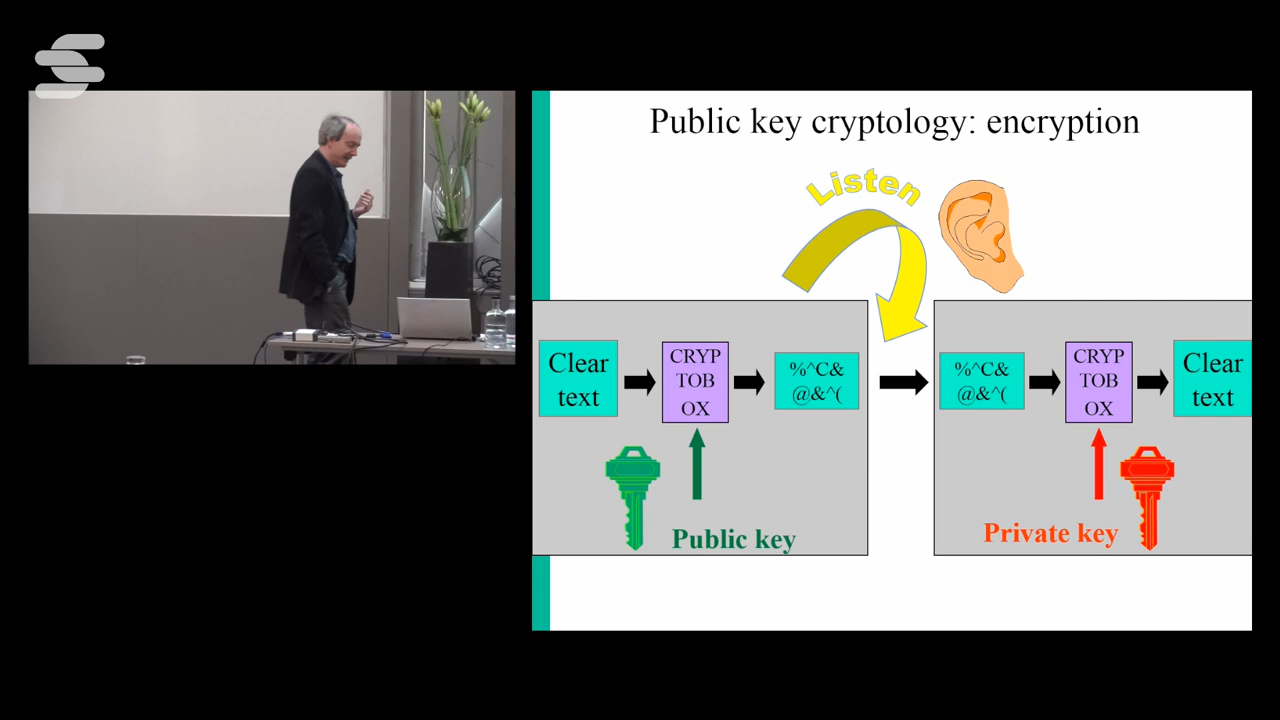 Public key cryptology: encryption
Listen
Clear
text
CRYP
TOB
OX
%^C&
@&^(
%^C&
@&^(
CRYP
TOB
OX
Clear
text
Public key
Private key